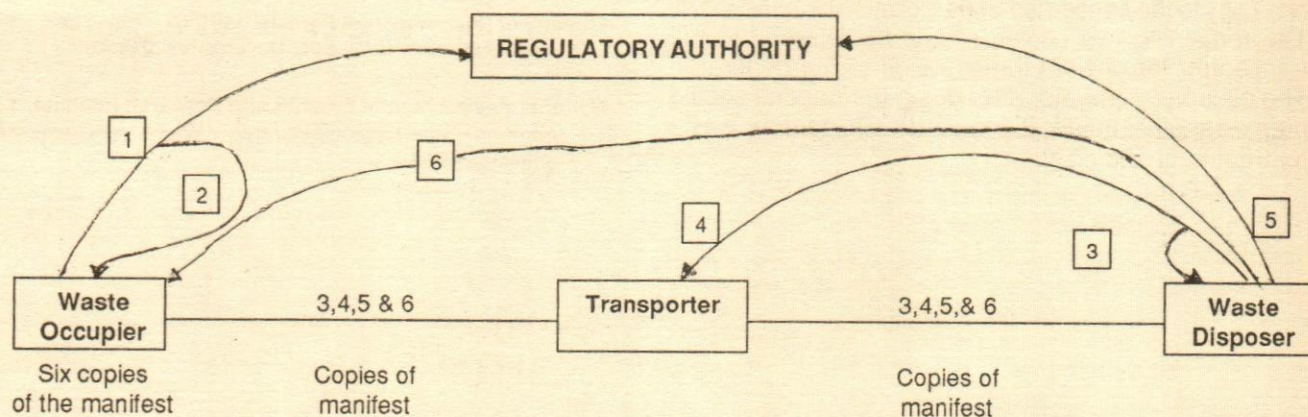 REGULATORY AUTHORITY
1
2
6
4
3
5
Waste
Occupier
3,4,5 & 6
Transporter
3,4,5,& 6
Waste
Disposer
Six copies
of the manifest
Copies of
manifest
Copies of
manifest